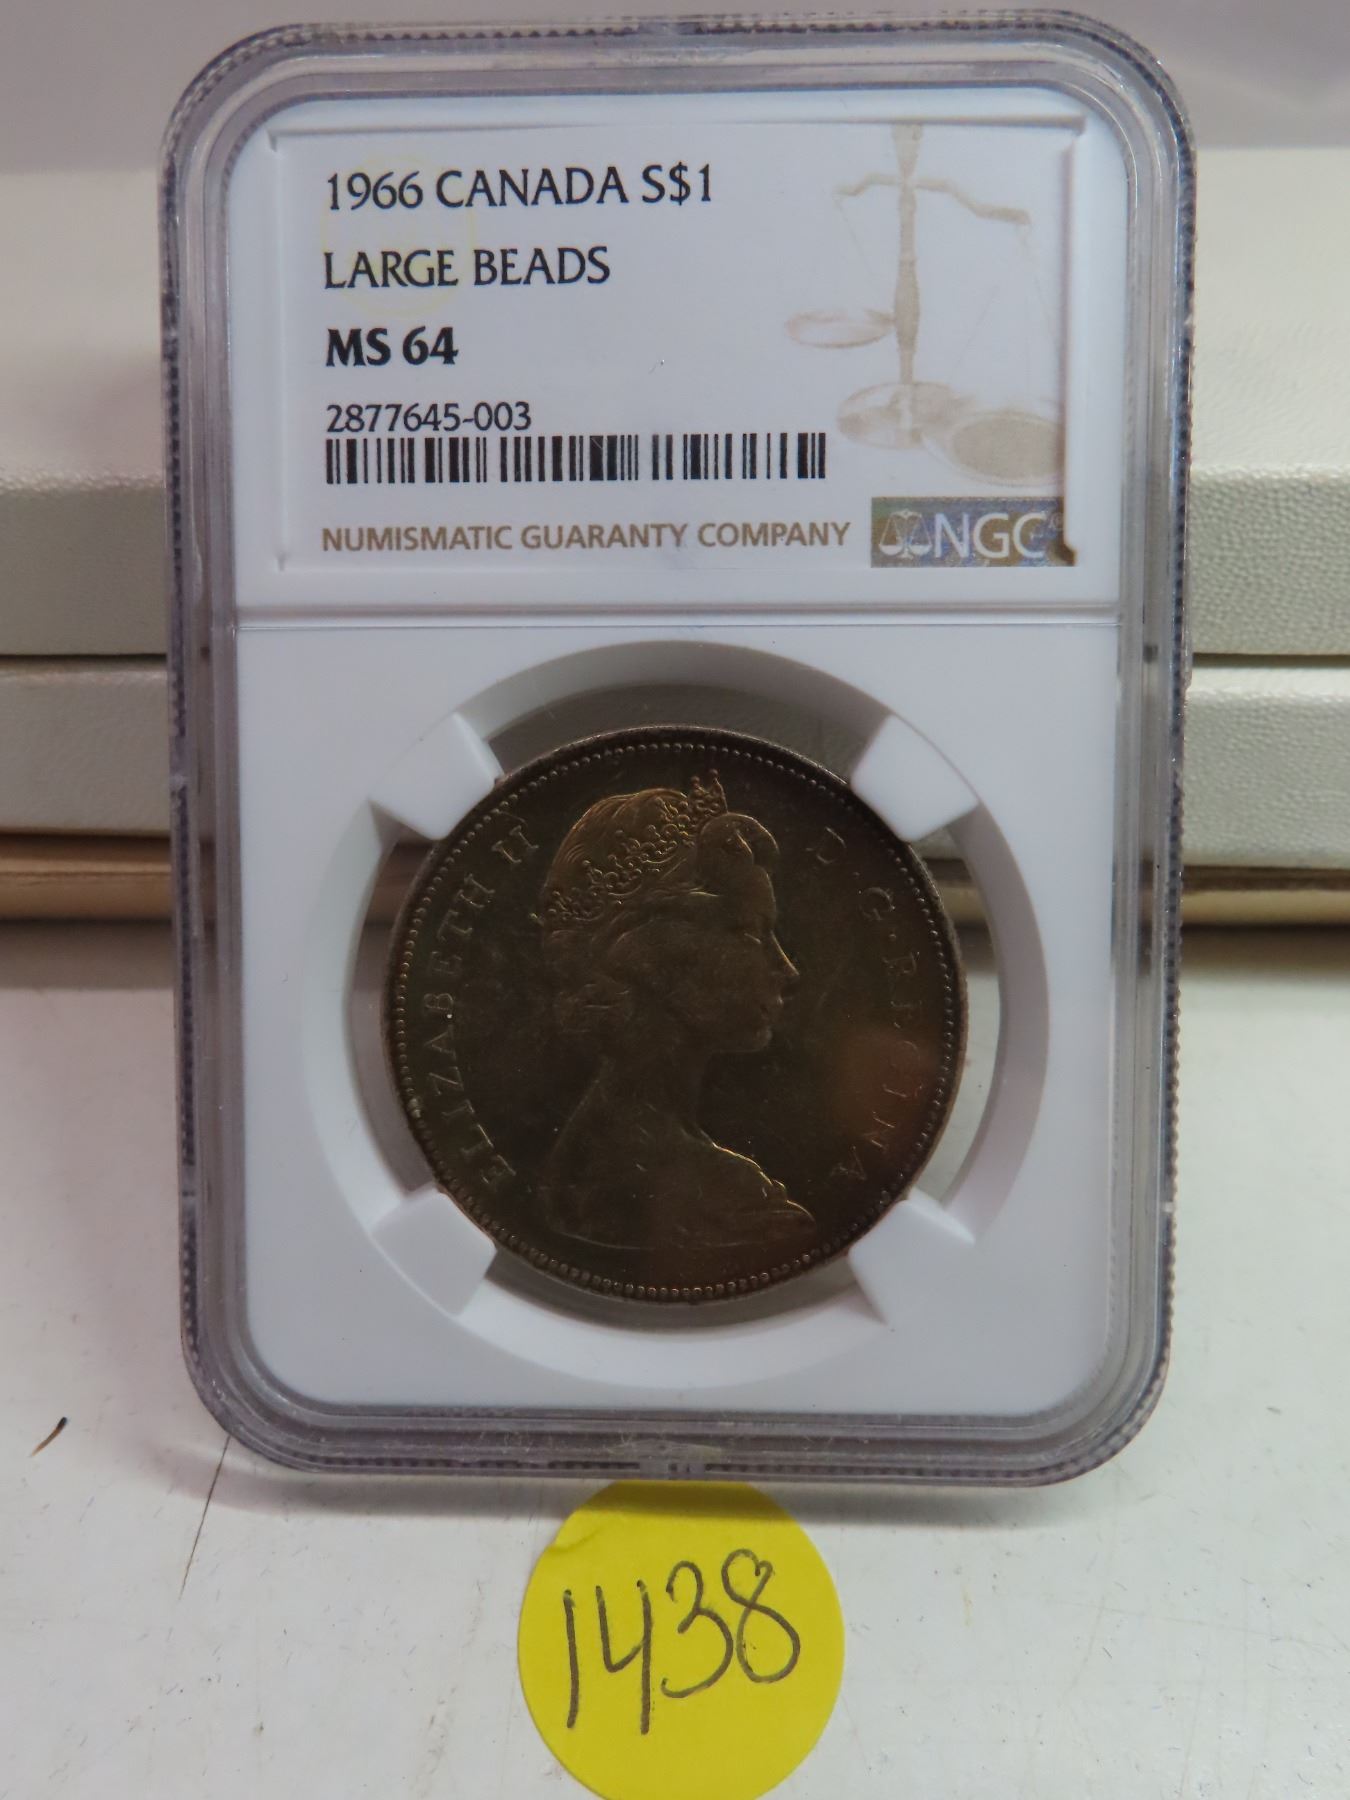 1966 CANADA S$1
LARGE BEADS
MS 64
2877645-003
NUMISMATIC GUARANTY COMPANY
NGC
ELIZABETH II D · G · REGINA
1438